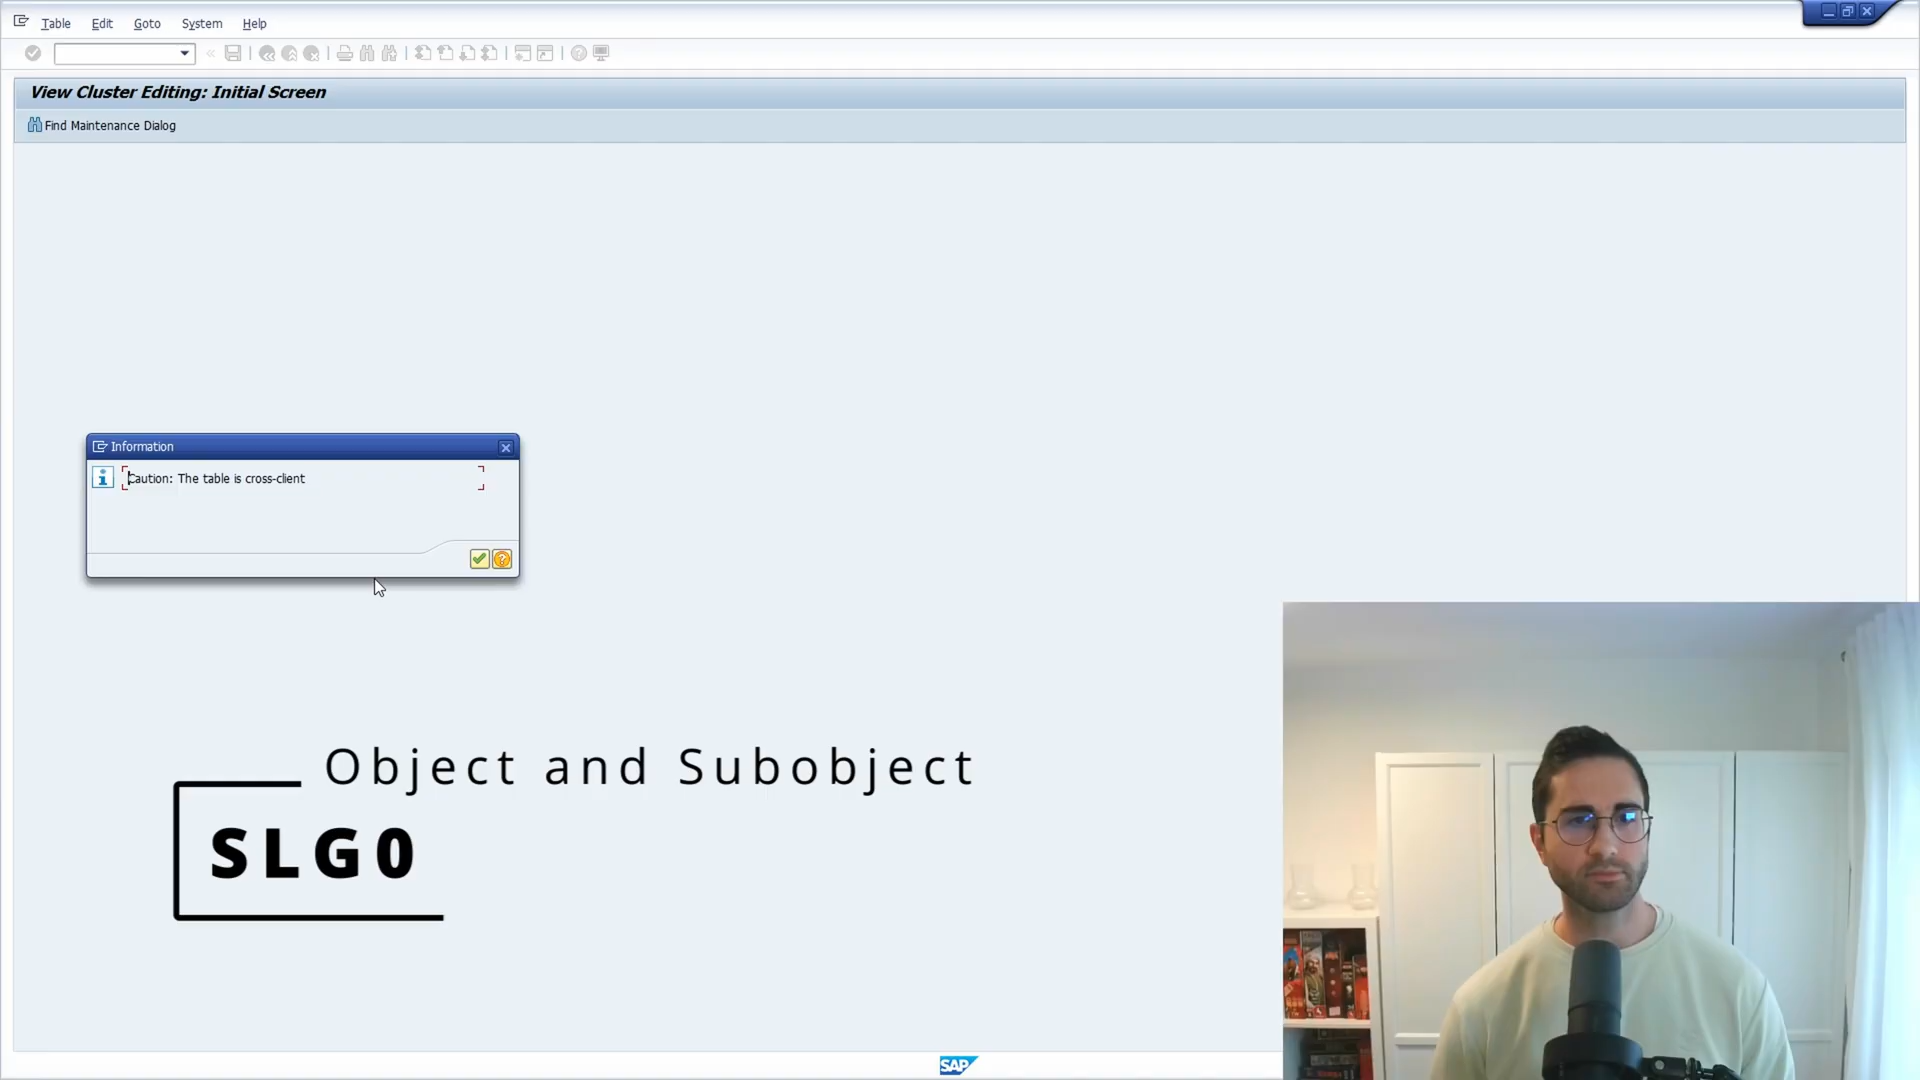 Table Edit Goto System Help
View Cluster Editing: Initial Screen
Find Maintenance Dialog
Information
Caution: The table is cross-client
Object and Subobject
SLG0
SAP